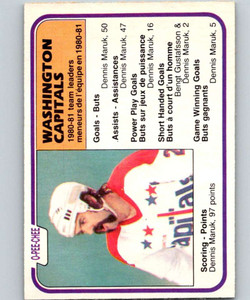 WASHINGTON
CAPITALS
1980-81 team leaders
meneurs de l'équipe en 1980-81
Goals - Buts
Dennis Maruk, 50
Assists - Assistances
Dennis Maruk, 47
Power Play Goals
Buts sur jeux de puissance
Dennis Maruk, 16
Short Handed Goals
Buts à court d'un homme
Bengt Gustafsson &
Dennis Maruk, 2
Game Winning Goals
Buts gagnants
Dennis Maruk, 5
Scoring - Points
Dennis Maruk, 97 points
O-PEE-CHEE
capitals